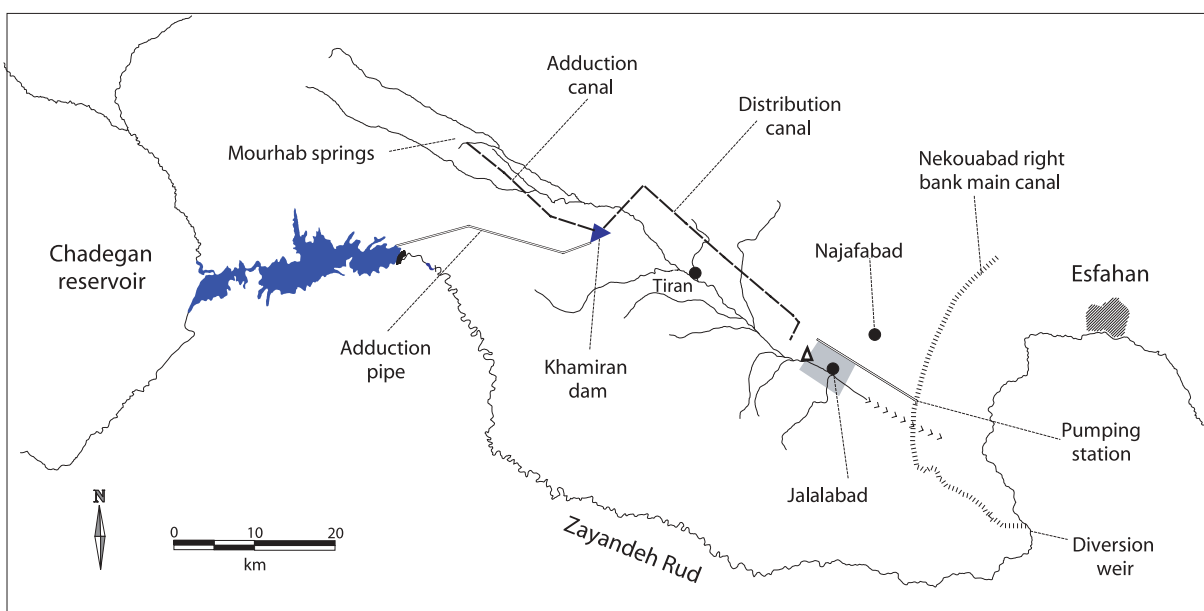 Adduction
canal
Distribution
canal
Mourhab springs
Nekouabad right
bank main canal
Chadegan
reservoir
Najafabad
Esfahan
Tiran
Adduction
pipe
Khamiran
dam
Pumping
station
Jalalabad
Zayandeh Rud
Diversion
weir
N
0 10 20
km